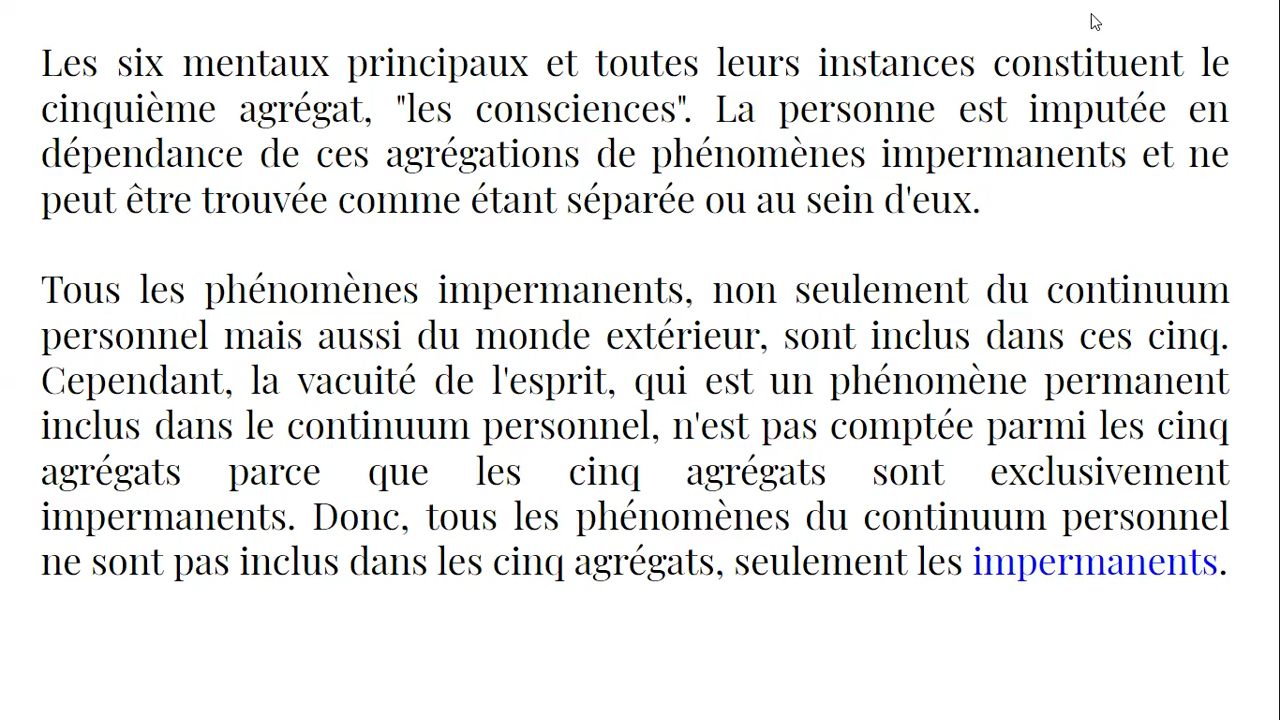 Les six mentaux principaux et toutes leurs instances constituent le
cinquième agrégat, "les consciences". La personne est imputée en
dépendance de ces agrégations de phénomènes impermanents et ne
peut être trouvée comme étant séparée ou au sein d'eux.
Tous les phénomènes impermanents, non seulement du continuum
personnel mais aussi du monde extérieur, sont inclus dans ces cinq.
Cependant, la vacuité de l'esprit, qui est un phénomène permanent
inclus dans le continuum personnel, n'est pas comptée parmi les cinq
agrégats parce que les cinq agrégats sont exclusivement
impermanents. Donc, tous les phénomènes du continuum personnel
ne sont pas inclus dans les cinq agrégats, seulement les impermanents.